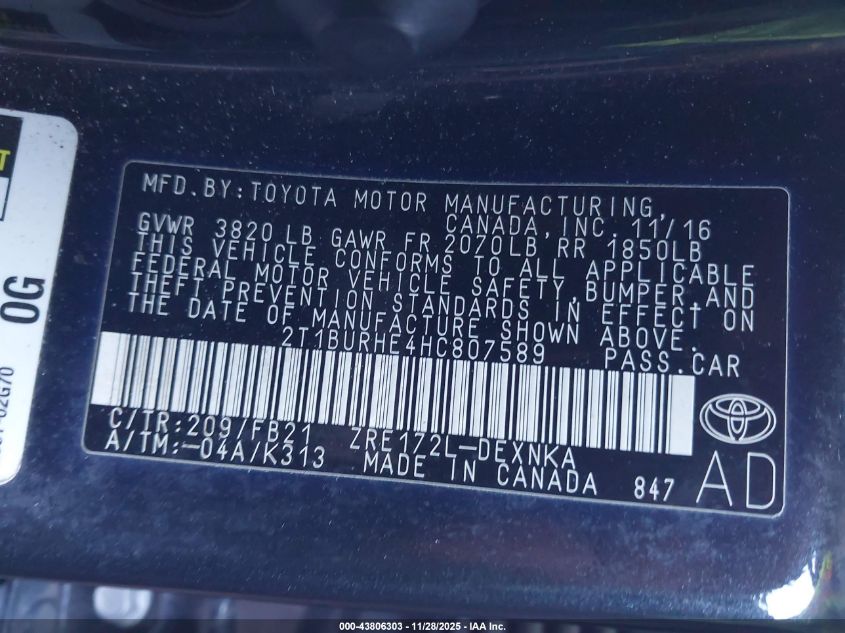 MFD. BY: TOYOTA MOTOR MANUFACTURING,
CANADA, INC. 11/16
GVWR 3820 LB GAWR FR 2070LB, RR 1850LB
THIS VEHICLE CONFORMS TO ALL APPLICABLE
FEDERAL MOTOR VEHICLE SAFETY, BUMPER, AND
THEFT PREVENTION STANDARDS IN EFFECT ON
THE DATE OF MANUFACTURE SHOWN ABOVE.
2T1BURHE4HC807589 PASS.CAR
C/TR:209/FB21 ZRE172L-DEXNKA
A/TM:-04A/K313 MADE IN CANADA 847
AD
OG
000-43806303 | 11/28/2025 - IAA Inc.